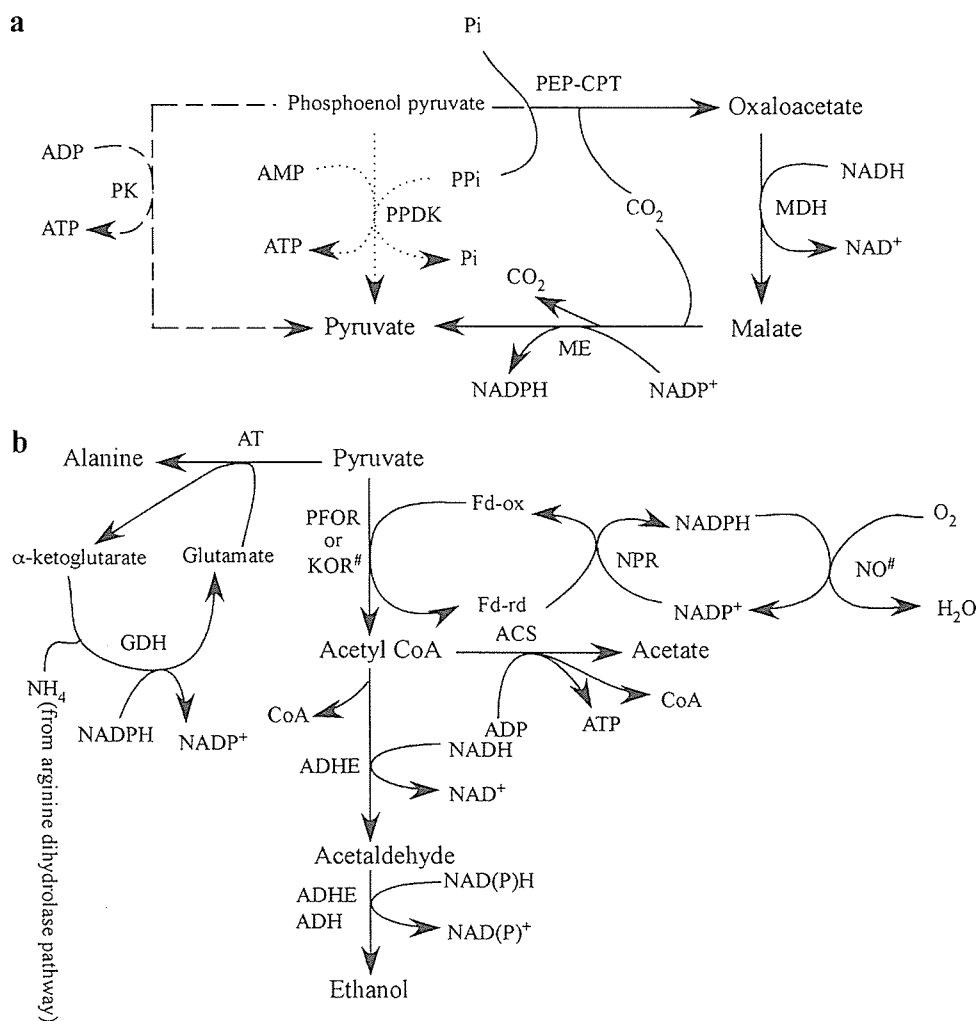 a
Pi
PEP-CPT
Phosphoenol pyruvate
Oxaloacetate
ADP
AMP
PPi
NADH
PK
PPDK
CO2
MDH
ATP
ATP
Pi
NAD+
CO2
Pyruvate
Malate
ME
NADPH
NADP+
b
AT
Alanine
Pyruvate
Fd-ox
NADPH
O2
PFOR
or
KOR#
α-ketoglutarate
Glutamate
NPR
NO#
Fd-rd
NADP+
H2O
GDH
ACS
Acetyl CoA
Acetate
NH4
(from arginine dihydrolase pathway)
CoA
CoA
NADPH
NADP+
ADP
ATP
NADH
ADHE
NAD+
Acetaldehyde
NAD(P)H
ADHE
ADH
NAD(P)+
Ethanol